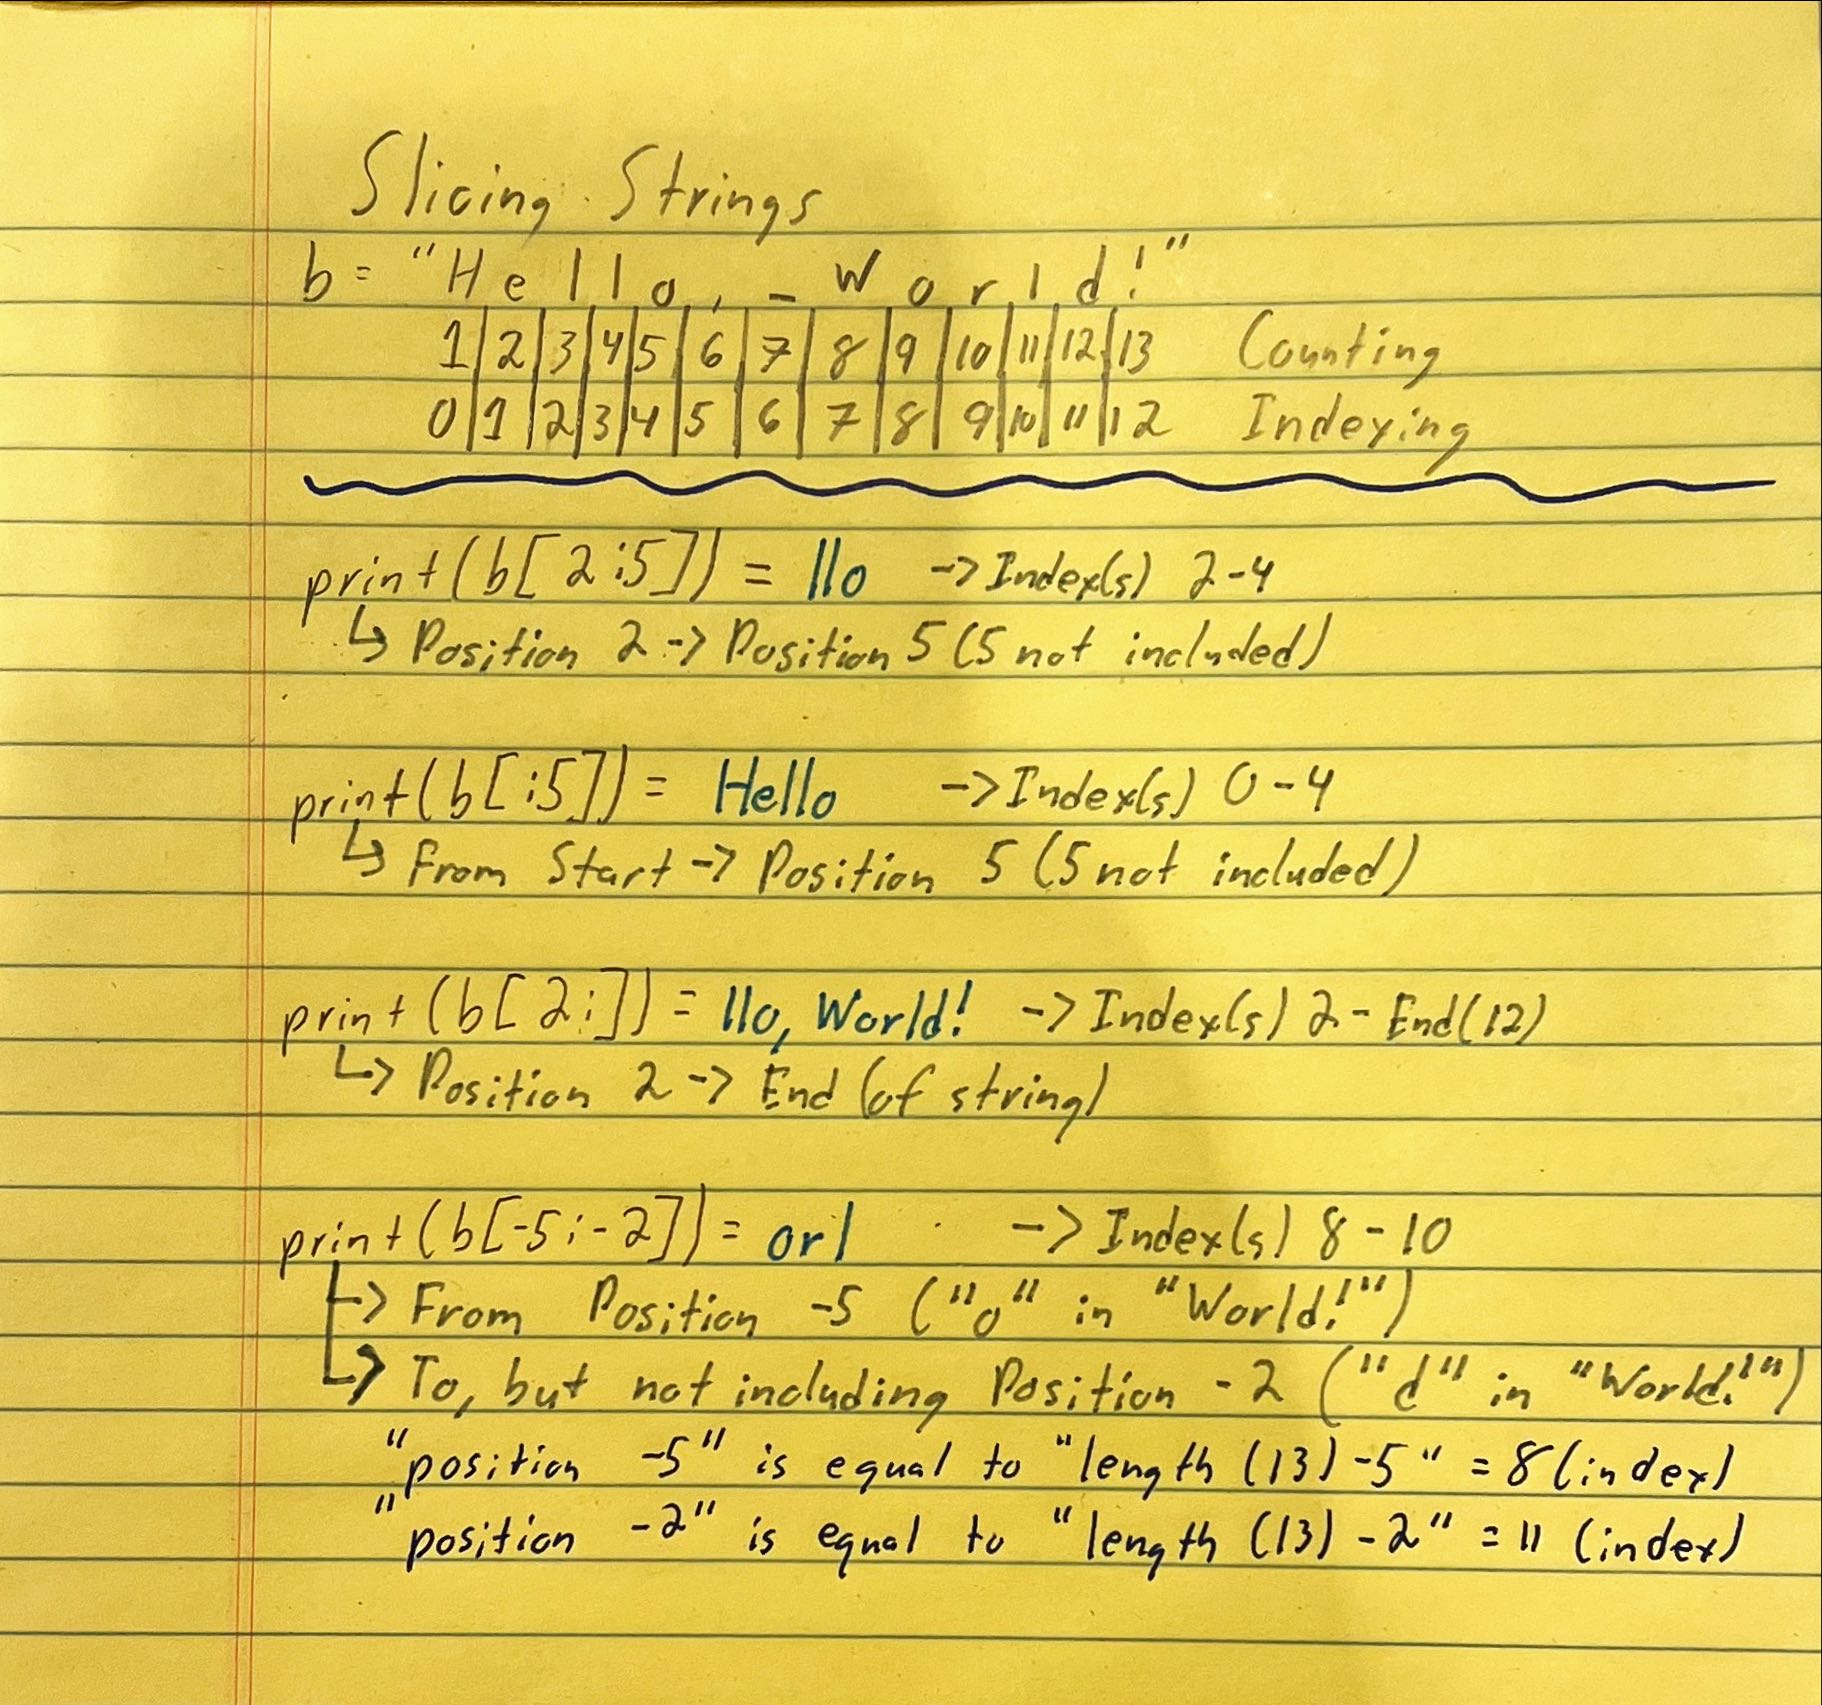 Slicing Strings
b = "Hello,_World!"
1 | 2 | 3 | 4 | 5 | 6 | 7 | 8 | 9 | 10 | 11 | 12 | 13 Counting
0 | 1 | 2 | 3 | 4 | 5 | 6 | 7 | 8 | 9 | 10 | 11 | 12 Indexing
print(b[2:5]) = llo -> Index(s) 2-4
↳ Position 2 -> Position 5 (5 not included)
print(b[:5]) = Hello -> Index(s) 0-4
↳ From Start -> Position 5 (5 not included)
print(b[2:]) = llo, World! -> Index(s) 2 - End(12)
↳ Position 2 -> End (of string)
print(b[-5:-2]) = orl -> Index(s) 8-10
↳ From Position -5 ("o" in "World!")
↳ To, but not including Position -2 ("d" in "World!")
"position -5" is equal to "length (13) -5" = 8 (index)
"position -2" is equal to "length (13) -2" = 11 (index)